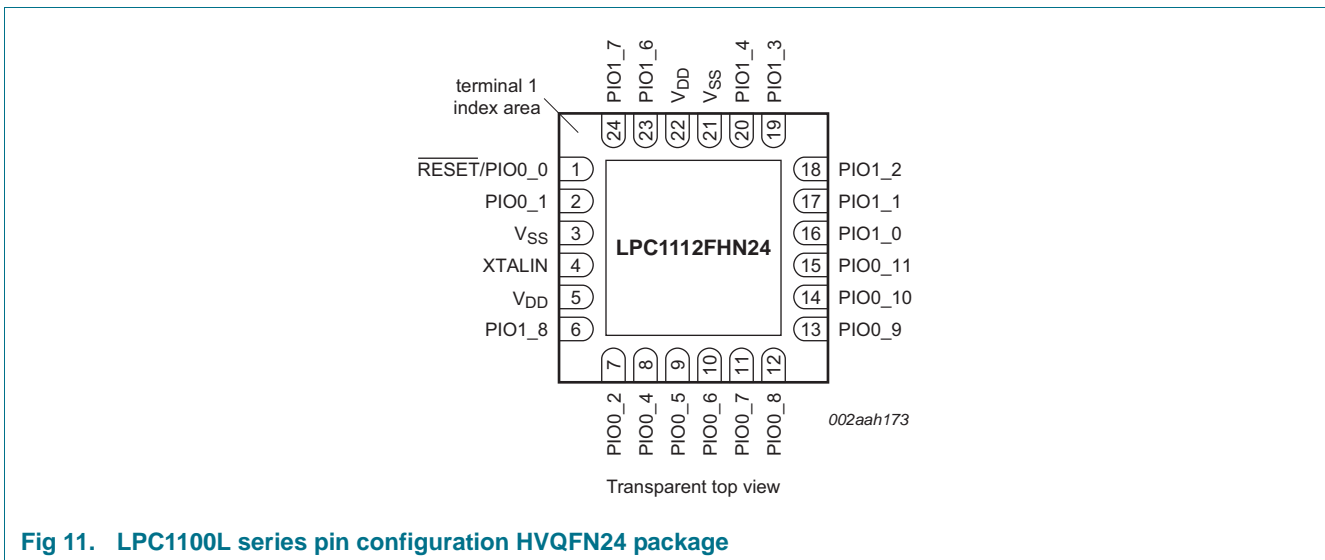 PIO1_7
PIO1_6
VDD
VSS
PIO1_4
PIO1_3
terminal 1
index area
24
23
22
21
20
19
RESET/PIO0_0 1
PIO0_1 2
VSS 3
XTALIN 4
VDD 5
PIO1_8 6
LPC1112FHN24
18 PIO1_2
17 PIO1_1
16 PIO1_0
15 PIO0_11
14 PIO0_10
13 PIO0_9
7
8
9
10
11
12
PIO0_2
PIO0_4
PIO0_5
PIO0_6
PIO0_7
PIO0_8
002aah173
Transparent top view
Fig 11. LPC1100L series pin configuration HVQFN24 package